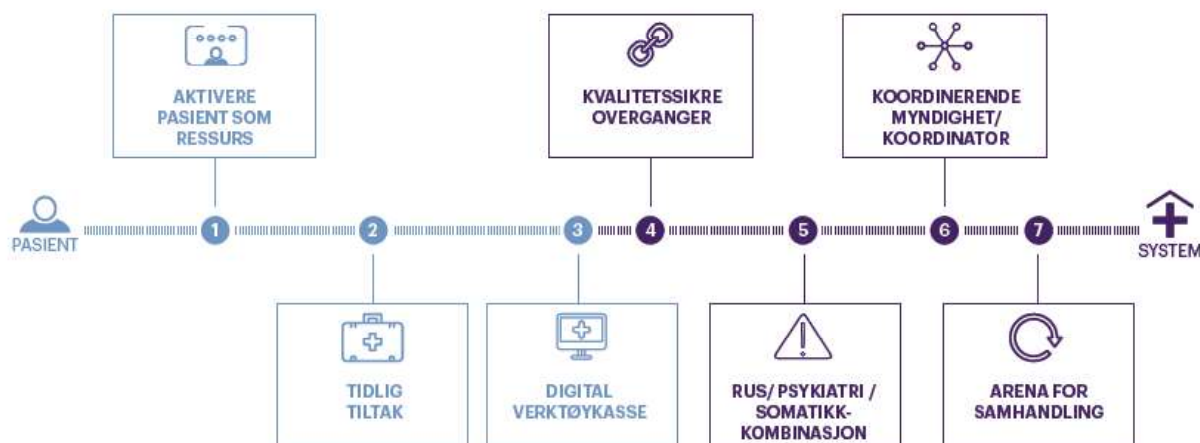 AKTIVERE
PASIENT SOM
RESSURS
KVALITETSSIKRE
OVERGANGER
KOORDINERENDE
MYNDIGHET/
KOORDINATOR
PASIENT
1
2
3
4
5
6
7
SYSTEM
TIDLIG
TILTAK
DIGITAL
VERKTØYKASSE
RUS/ PSYKIATRI /
SOMATIKK-
KOMBINASJON
ARENA FOR
SAMHANDLING